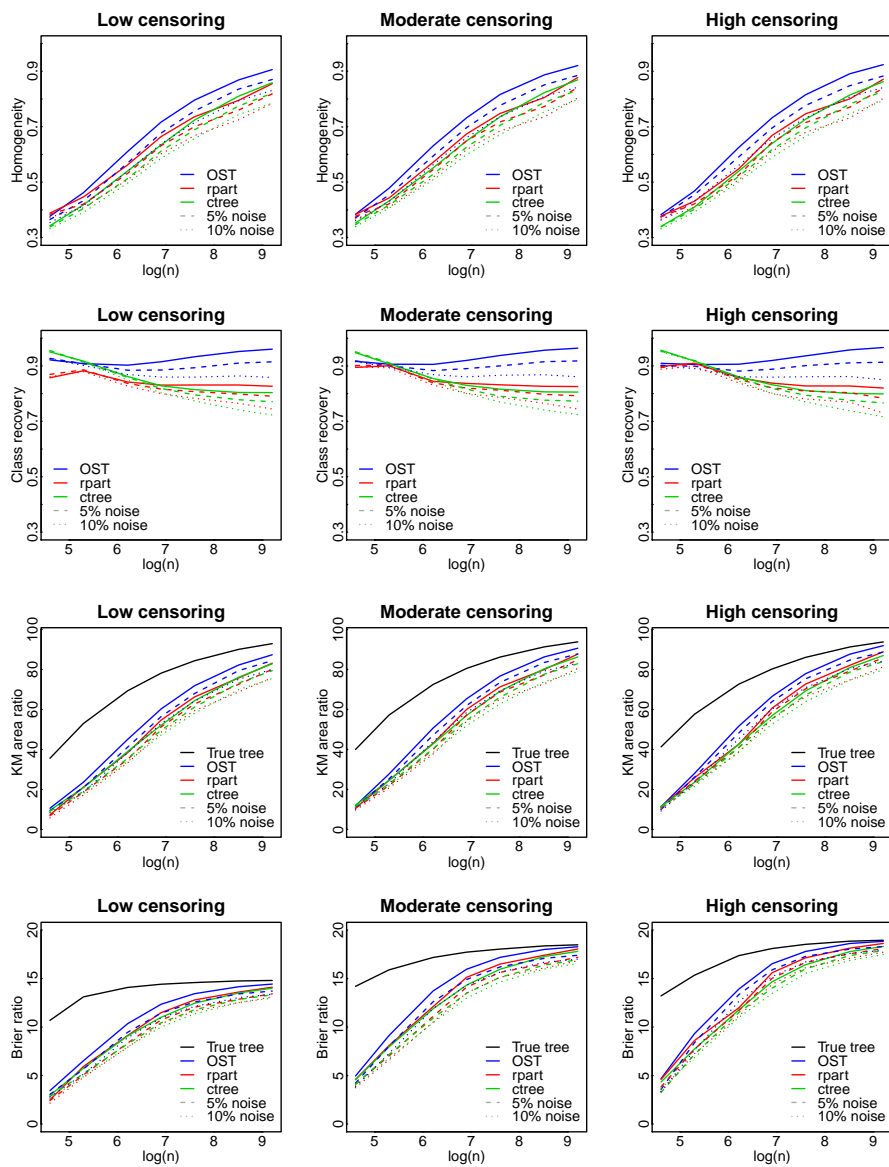 Low censoring
Homogeneity
0.3 0.5 0.7 0.9
OST
rpart
ctree
5% noise
10% noise
5 6 7 8 9
log(n)
Moderate censoring
Homogeneity
0.3 0.5 0.7 0.9
OST
rpart
ctree
5% noise
10% noise
5 6 7 8 9
log(n)
High censoring
Homogeneity
0.3 0.5 0.7 0.9
OST
rpart
ctree
5% noise
10% noise
5 6 7 8 9
log(n)
Low censoring
Class recovery
0.3 0.5 0.7 0.9
OST
rpart
ctree
5% noise
10% noise
5 6 7 8 9
log(n)
Moderate censoring
Class recovery
0.3 0.5 0.7 0.9
OST
rpart
ctree
5% noise
10% noise
5 6 7 8 9
log(n)
High censoring
Class recovery
0.3 0.5 0.7 0.9
OST
rpart
ctree
5% noise
10% noise
5 6 7 8 9
log(n)
Low censoring
KM area ratio
0 20 40 60 80 100
True tree
OST
rpart
ctree
5% noise
10% noise
5 6 7 8 9
log(n)
Moderate censoring
KM area ratio
0 20 40 60 80 100
True tree
OST
rpart
ctree
5% noise
10% noise
5 6 7 8 9
log(n)
High censoring
KM area ratio
0 20 40 60 80 100
True tree
OST
rpart
ctree
5% noise
10% noise
5 6 7 8 9
log(n)
Low censoring
Brier ratio
0 5 10 15 20
True tree
OST
rpart
ctree
5% noise
10% noise
5 6 7 8 9
log(n)
Moderate censoring
Brier ratio
0 5 10 15 20
True tree
OST
rpart
ctree
5% noise
10% noise
5 6 7 8 9
log(n)
High censoring
Brier ratio
0 5 10 15 20
True tree
OST
rpart
ctree
5% noise
10% noise
5 6 7 8 9
log(n)